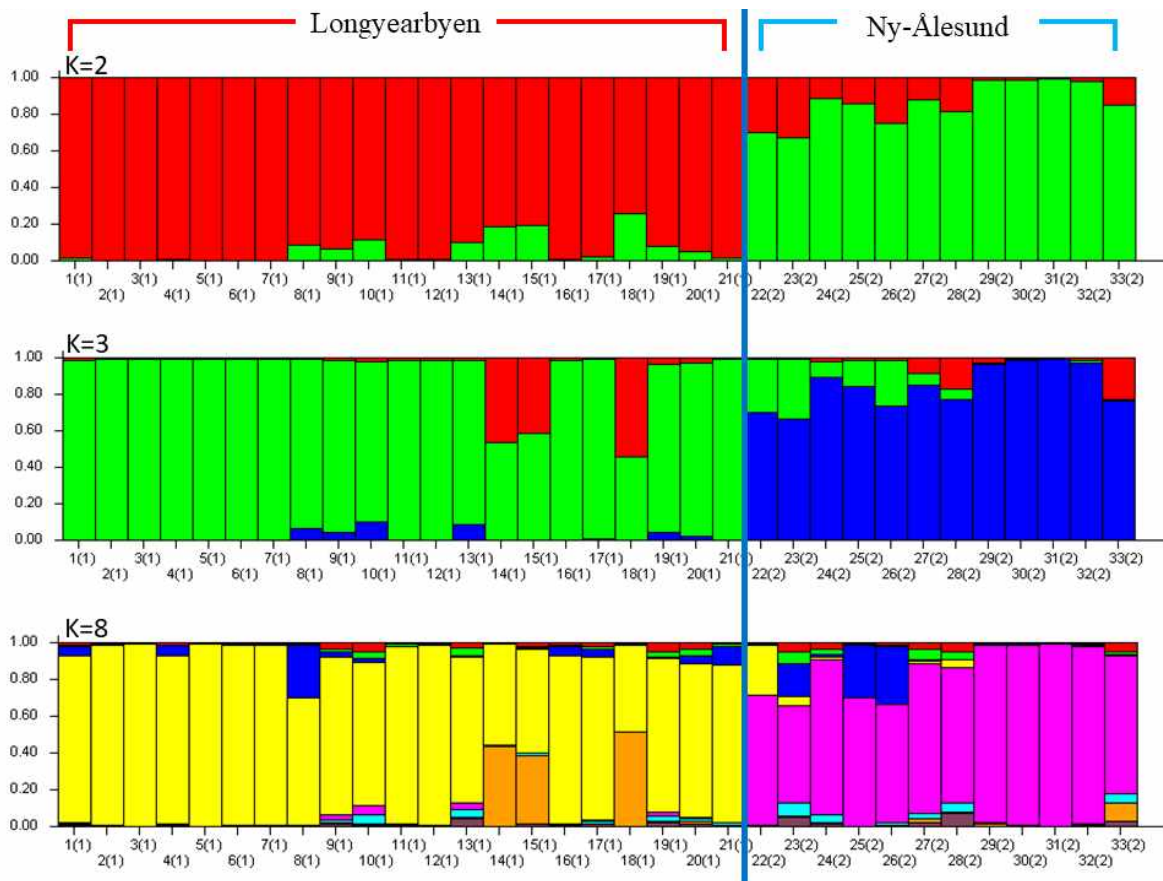 Longyearbyen
Ny-Ålesund
K=2
1.00
0.80
0.60
0.40
0.20
0.00
1(1) 3(1) 5(1) 7(1) 9(1) 11(1) 13(1) 15(1) 17(1) 19(1) 21(1) 23(2) 25(2) 27(2) 29(2) 31(2) 33(2)
2(1) 4(1) 6(1) 8(1) 10(1) 12(1) 14(1) 16(1) 18(1) 20(1) 22(2) 24(2) 26(2) 28(2) 30(2) 32(2)
K=3
1.00
0.80
0.60
0.40
0.20
0.00
1(1) 3(1) 5(1) 7(1) 9(1) 11(1) 13(1) 15(1) 17(1) 19(1) 21(1) 23(2) 25(2) 27(2) 29(2) 31(2) 33(2)
2(1) 4(1) 6(1) 8(1) 10(1) 12(1) 14(1) 16(1) 18(1) 20(1) 22(2) 24(2) 26(2) 28(2) 30(2) 32(2)
K=8
1.00
0.80
0.60
0.40
0.20
0.00
1(1) 3(1) 5(1) 7(1) 9(1) 11(1) 13(1) 15(1) 17(1) 19(1) 21(1) 23(2) 25(2) 27(2) 29(2) 31(2) 33(2)
2(1) 4(1) 6(1) 8(1) 10(1) 12(1) 14(1) 16(1) 18(1) 20(1) 22(2) 24(2) 26(2) 28(2) 30(2) 32(2)